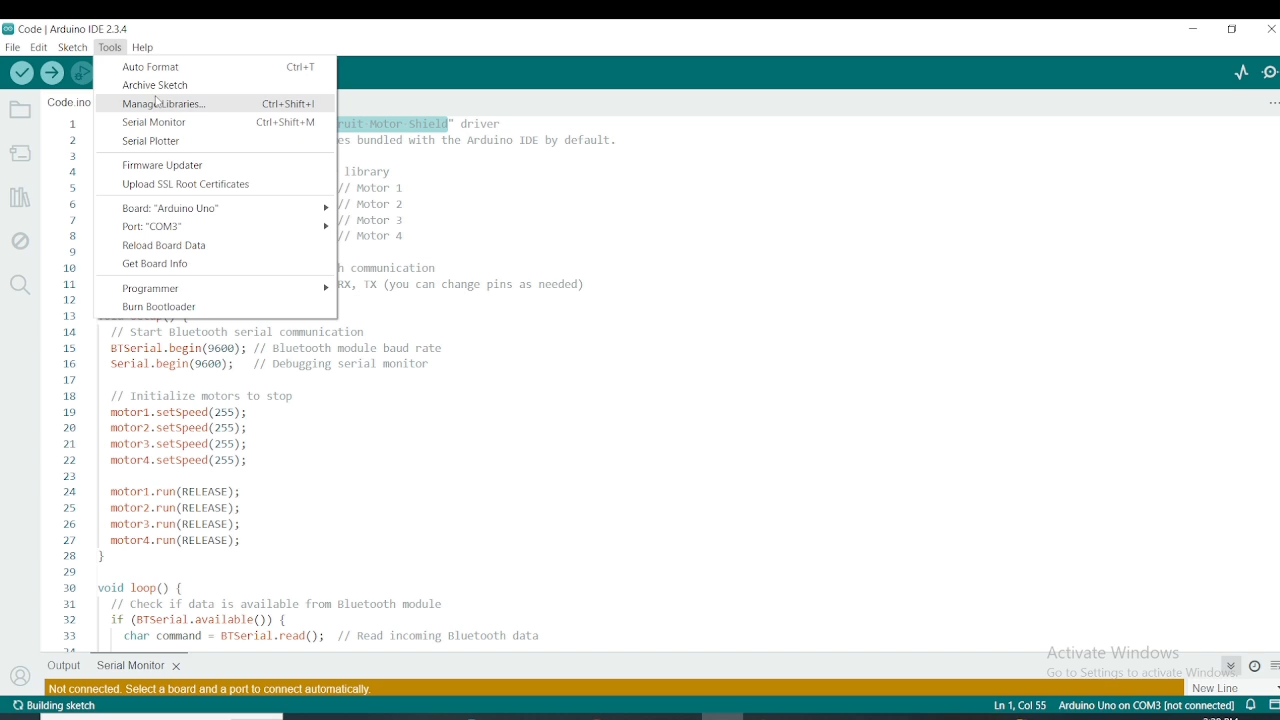 Code | Arduino IDE 2.3.4
File Edit Sketch Tools Help
Auto Format Ctrl+T
Archive Sketch
Manage Libraries... Ctrl+Shift+I
Serial Monitor Ctrl+Shift+M
Serial Plotter
Firmware Updater
Upload SSL Root Certificates
Board: "Arduino Uno"
Port: "COM3"
Reload Board Data
Get Board Info
Programmer
Burn Bootloader
Code.ino
1 Motor Shield" driver
2 bundled with the Arduino IDE by default.
3
4 library
5 // Motor 1
6 // Motor 2
7 // Motor 3
8 // Motor 4
9
10 communication
11 RX, TX (you can change pins as needed)
12
13
14 // Start Bluetooth serial communication
15 BTSerial.begin(9600); // Bluetooth module baud rate
16 Serial.begin(9600); // Debugging serial monitor
17
18 // Initialize motors to stop
19 motor1.setSpeed(255);
20 motor2.setSpeed(255);
21 motor3.setSpeed(255);
22 motor4.setSpeed(255);
23
24 motor1.run(RELEASE);
25 motor2.run(RELEASE);
26 motor3.run(RELEASE);
27 motor4.run(RELEASE);
28 }
29
30 void loop() {
31 // Check if data is available from Bluetooth module
32 if (BTSerial.available()) {
33 char command = BTSerial.read(); // Read incoming Bluetooth data
Activate Windows
Go to Settings to activate Windows.
Output Serial Monitor
Not connected. Select a board and a port to connect automatically.
New Line
Building sketch
Ln 1, Col 55 Arduino Uno on COM3 [not connected]